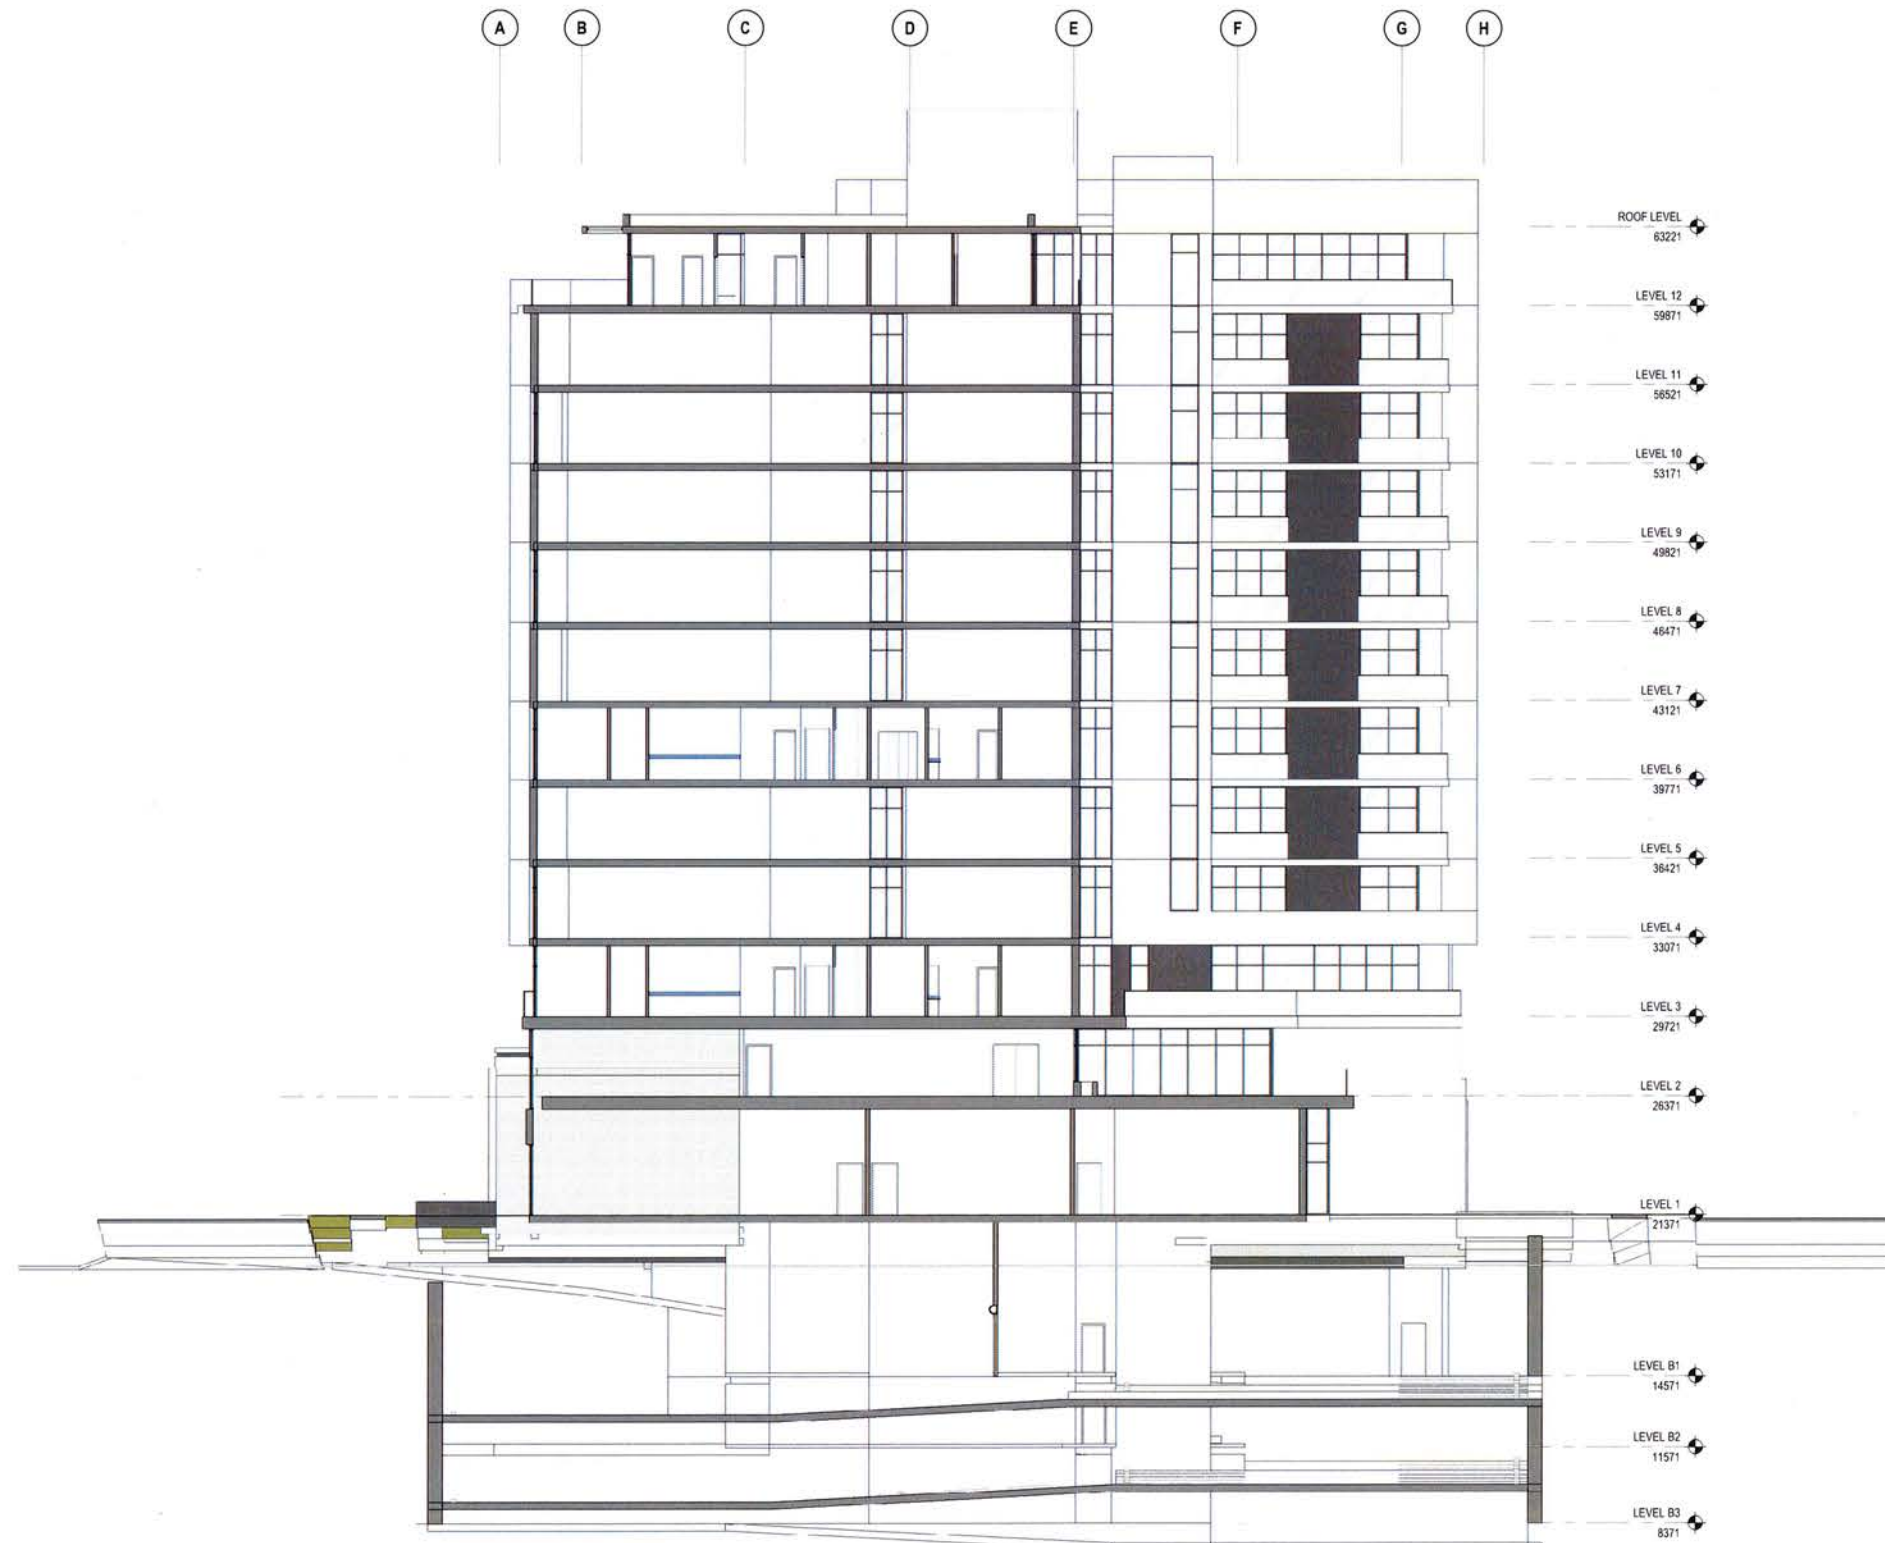 A B C D E F G H
ROOF LEVEL
63221
LEVEL 12
59871
LEVEL 11
56521
LEVEL 10
53171
LEVEL 9
49821
LEVEL 8
46471
LEVEL 7
43121
LEVEL 6
39771
LEVEL 5
36421
LEVEL 4
33071
LEVEL 3
29721
LEVEL 2
26371
LEVEL 1
21371
LEVEL B1
14571
LEVEL B2
11571
LEVEL B3
8371